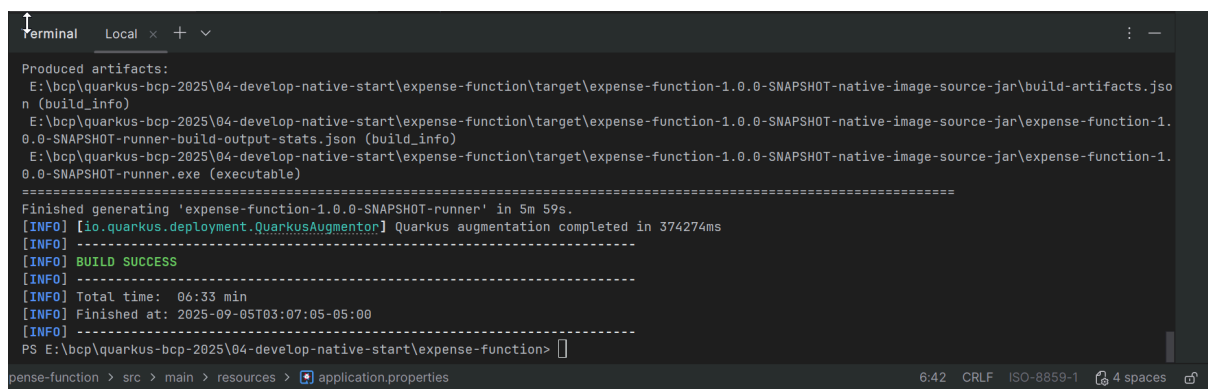 Terminal Local × +
Produced artifacts:
E:\bcp\quarkus-bcp-2025\04-develop-native-start\expense-function\target\expense-function-1.0.0-SNAPSHOT-native-image-source-jar\build-artifacts.jso
n (build_info)
E:\bcp\quarkus-bcp-2025\04-develop-native-start\expense-function\target\expense-function-1.0.0-SNAPSHOT-native-image-source-jar\expense-function-1.
0.0-SNAPSHOT-runner-build-output-stats.json (build_info)
E:\bcp\quarkus-bcp-2025\04-develop-native-start\expense-function\target\expense-function-1.0.0-SNAPSHOT-native-image-source-jar\expense-function-1.
0.0-SNAPSHOT-runner.exe (executable)
========================================================================================================================
Finished generating 'expense-function-1.0.0-SNAPSHOT-runner' in 5m 59s.
[INFO] [io.quarkus.deployment.QuarkusAugmentor] Quarkus augmentation completed in 374274ms
[INFO] ------------------------------------------------------------------------
[INFO] BUILD SUCCESS
[INFO] ------------------------------------------------------------------------
[INFO] Total time:  06:33 min
[INFO] Finished at: 2025-09-05T03:07:05-05:00
[INFO] ------------------------------------------------------------------------
PS E:\bcp\quarkus-bcp-2025\04-develop-native-start\expense-function>
pense-function > src > main > resources > application.properties 6:42 CRLF ISO-8859-1 4 spaces